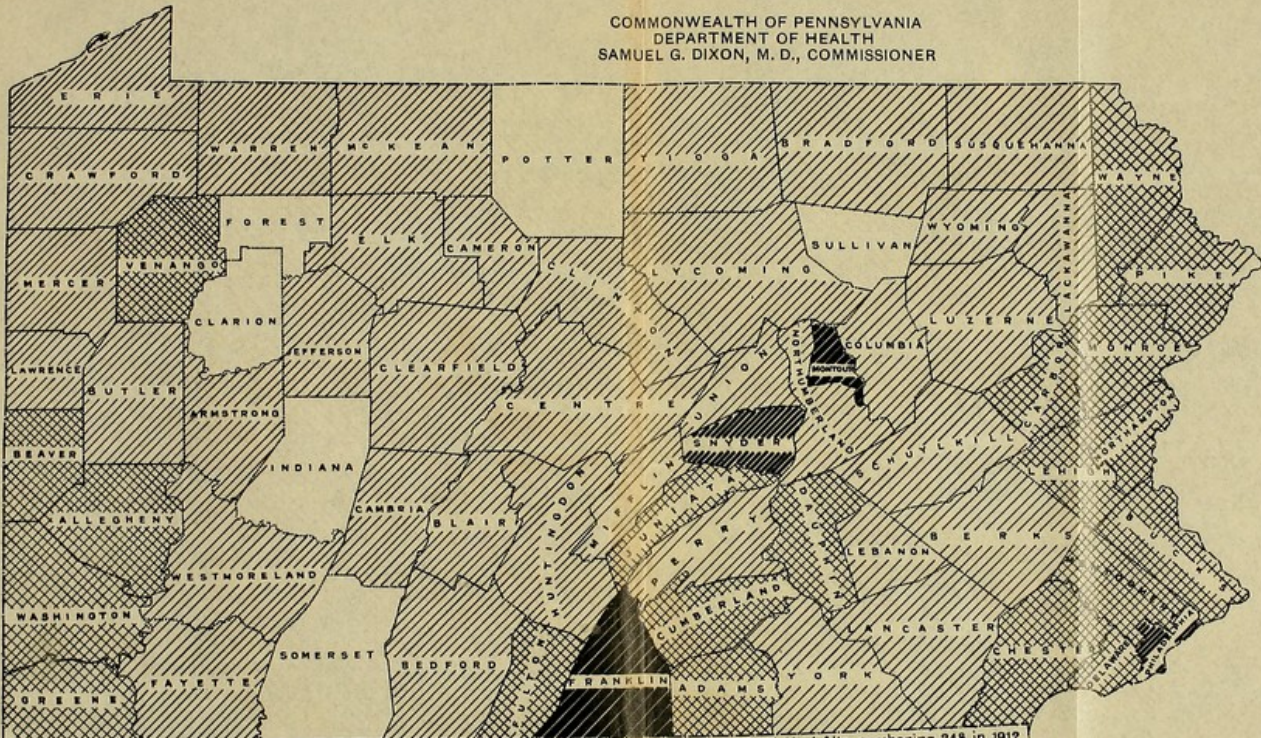 COMMONWEALTH OF PENNSYLVANIA
DEPARTMENT OF HEALTH
SAMUEL G. DIXON, M. D., COMMISSIONER
ERIE
CRAWFORD
WARREN
McKEAN
POTTER
TIOGA
BRADFORD
SUSQUEHANNA
WAYNE
FOREST
VENANGO
ELK
CAMERON
MERCER
CLARION
CLINTON
LYCOMING
SULLIVAN
WYOMING
LACKAWANNA
PIKE
LAWRENCE
BUTLER
JEFFERSON
CLEARFIELD
CENTRE
UNION
NORTHUMBERLAND
MONTOUR
COLUMBIA
LUZERNE
CARBON
MONROE
ARMSTRONG
BEAVER
INDIANA
SNYDER
SCHUYLKILL
LEHIGH
NORTHAMPTON
ALLEGHENY
CAMBRIA
BLAIR
HUNTINGDON
MIFFLIN
JUNIATA
PERRY
DAUPHIN
LEBANON
BERKS
BUCKS
WESTMORELAND
WASHINGTON
CUMBERLAND
LANCASTER
CHESTER
DELAWARE
PHILADELPHIA
GREENE
FAYETTE
SOMERSET
BEDFORD
FULTON
FRANKLIN
ADAMS
YORK
248 in 1912